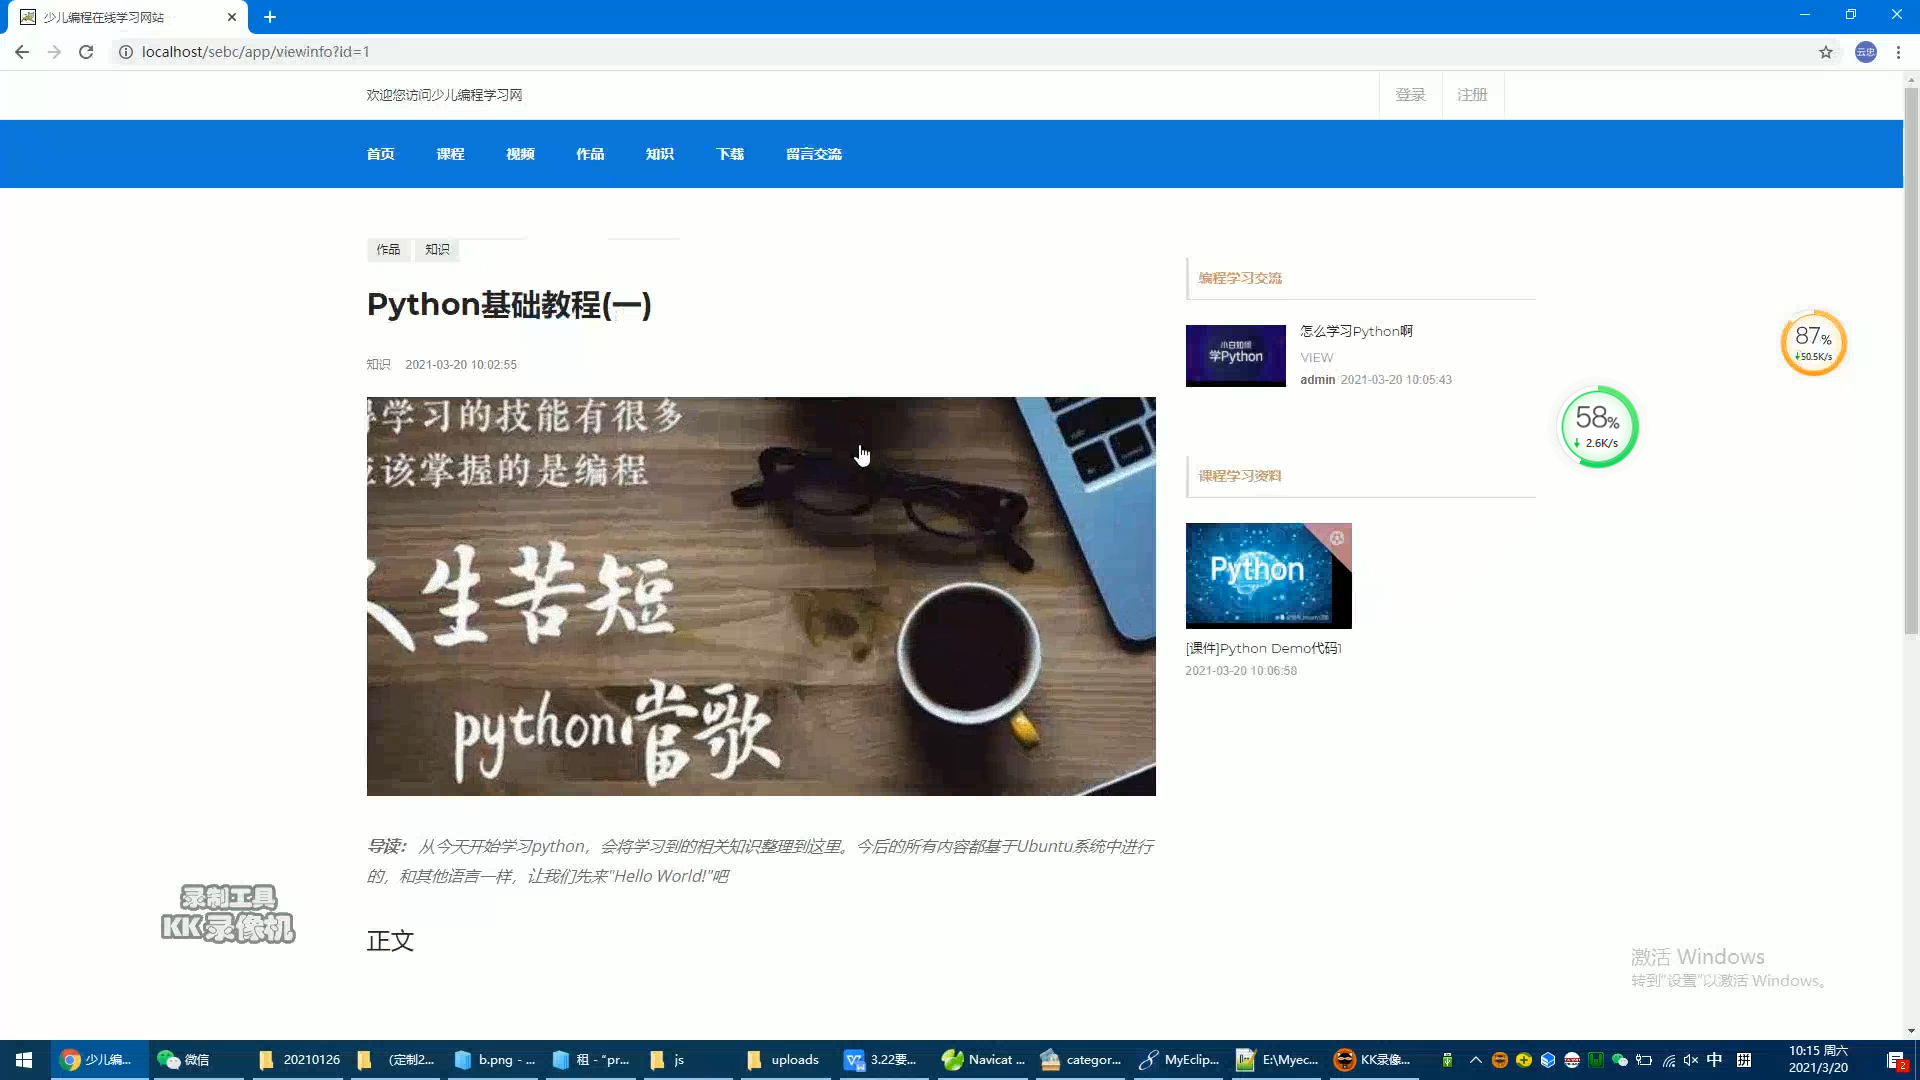 少儿编程在线学习网站
localhost/sebc/app/viewinfo?id=1
云忠
欢迎您访问少儿编程学习网
登录
注册
首页
课程
视频
作品
知识
下载
留言交流
作品
知识
Python基础教程(一)
知识 2021-03-20 10:02:55
学习的技能有很多
该掌握的是编程
人生苦短
python當歌
导读： 从今天开始学习python，会将学习到的相关知识整理到这里。今后的所有内容都基于Ubuntu系统中进行
的，和其他语言一样，让我们先来"Hello World!"吧
正文
编程学习交流
小白如何
学Python
怎么学习Python啊
VIEW
admin 2021-03-20 10:05:43
课程学习资料
Python
[课件]Python Demo代码1
2021-03-20 10:06:58
87%
50.5K/s
58%
2.6K/s
录制工具
KK录像机
激活 Windows
转到"设置"以激活 Windows。
少儿编...
微信
20210126
（定制2...
b.png - ...
租 - "pr...
js
uploads
3.22要...
Navicat ...
categor...
MyEclip...
E:\Myec...
KK录像...
中
拼
10:15 周六
2021/3/20
2